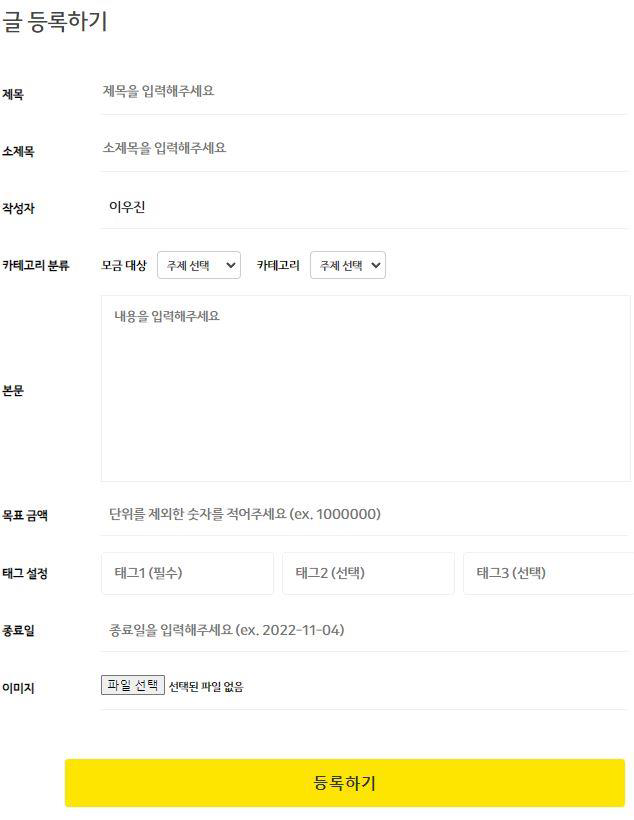 글 등록하기
제목 제목을 입력해주세요
소제목 소제목을 입력해주세요
작성자 이우진
카테고리 분류 모금 대상 주제 선택 카테고리 주제 선택
내용을 입력해주세요
본문
목표 금액 단위를 제외한 숫자를 적어주세요 (ex. 1000000)
태그 설정 태그1 (필수) 태그2 (선택) 태그3 (선택)
종료일 종료일을 입력해주세요 (ex. 2022-11-04)
이미지 파일 선택 선택된 파일 없음
등록하기